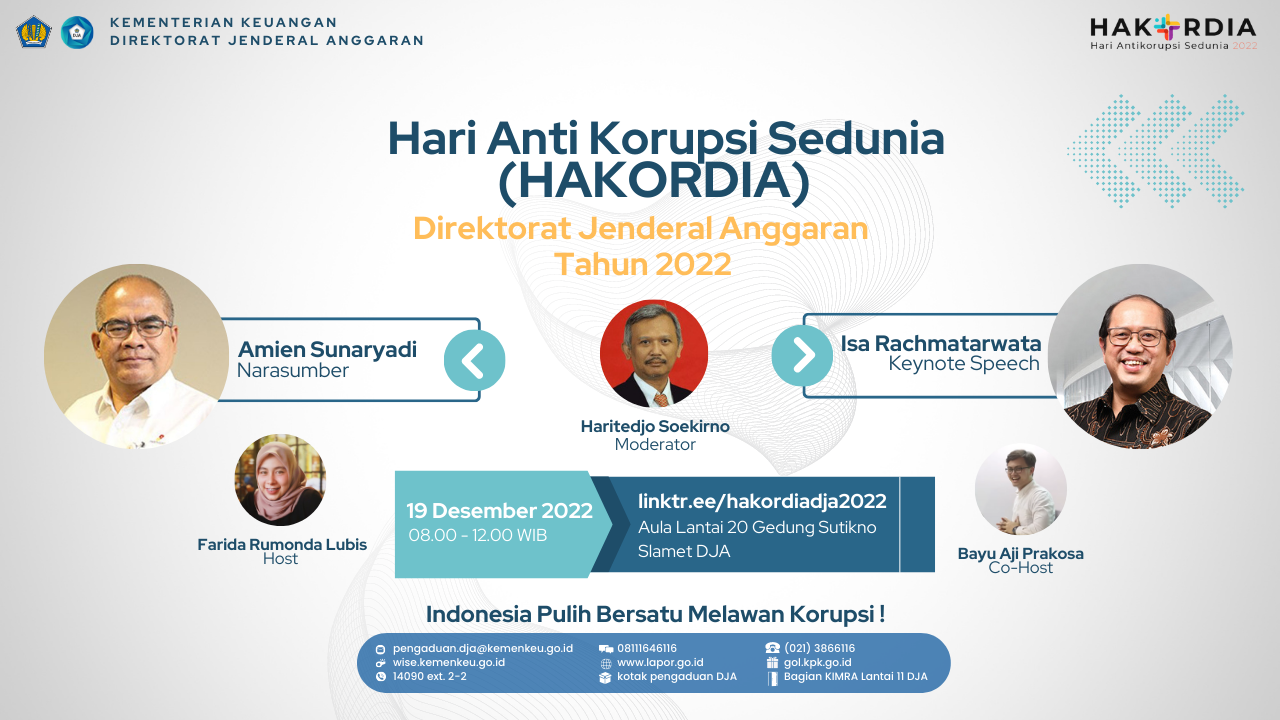 KEMENTERIAN KEUANGAN
DIREKTORAT JENDERAL ANGGARAN
HAKORDIA
Hari Antikorupsi Sedunia 2022
Hari Anti Korupsi Sedunia
(HAKORDIA)
Direktorat Jenderal Anggaran
Tahun 2022
Amien Sunaryadi
Narasumber
Isa Rachmatarwata
Keynote Speech
Haritedjo Soekirno
Moderator
Farida Rumonda Lubis
Host
19 Desember 2022
08.00 - 12.00 WIB
linktr.ee/hakordiadja2022
Aula Lantai 20 Gedung Sutikno
Slamet DJA
Bayu Aji Prakosa
Co-Host
Indonesia Pulih Bersatu Melawan Korupsi !
pengaduan.dja@kemenkeu.go.id
wise.kemenkeu.go.id
14090 ext. 2-2
08111646116
www.lapor.go.id
kotak pengaduan DJA
(021) 3866116
gol.kpk.go.id
Bagian KIMRA Lantai 11 DJA